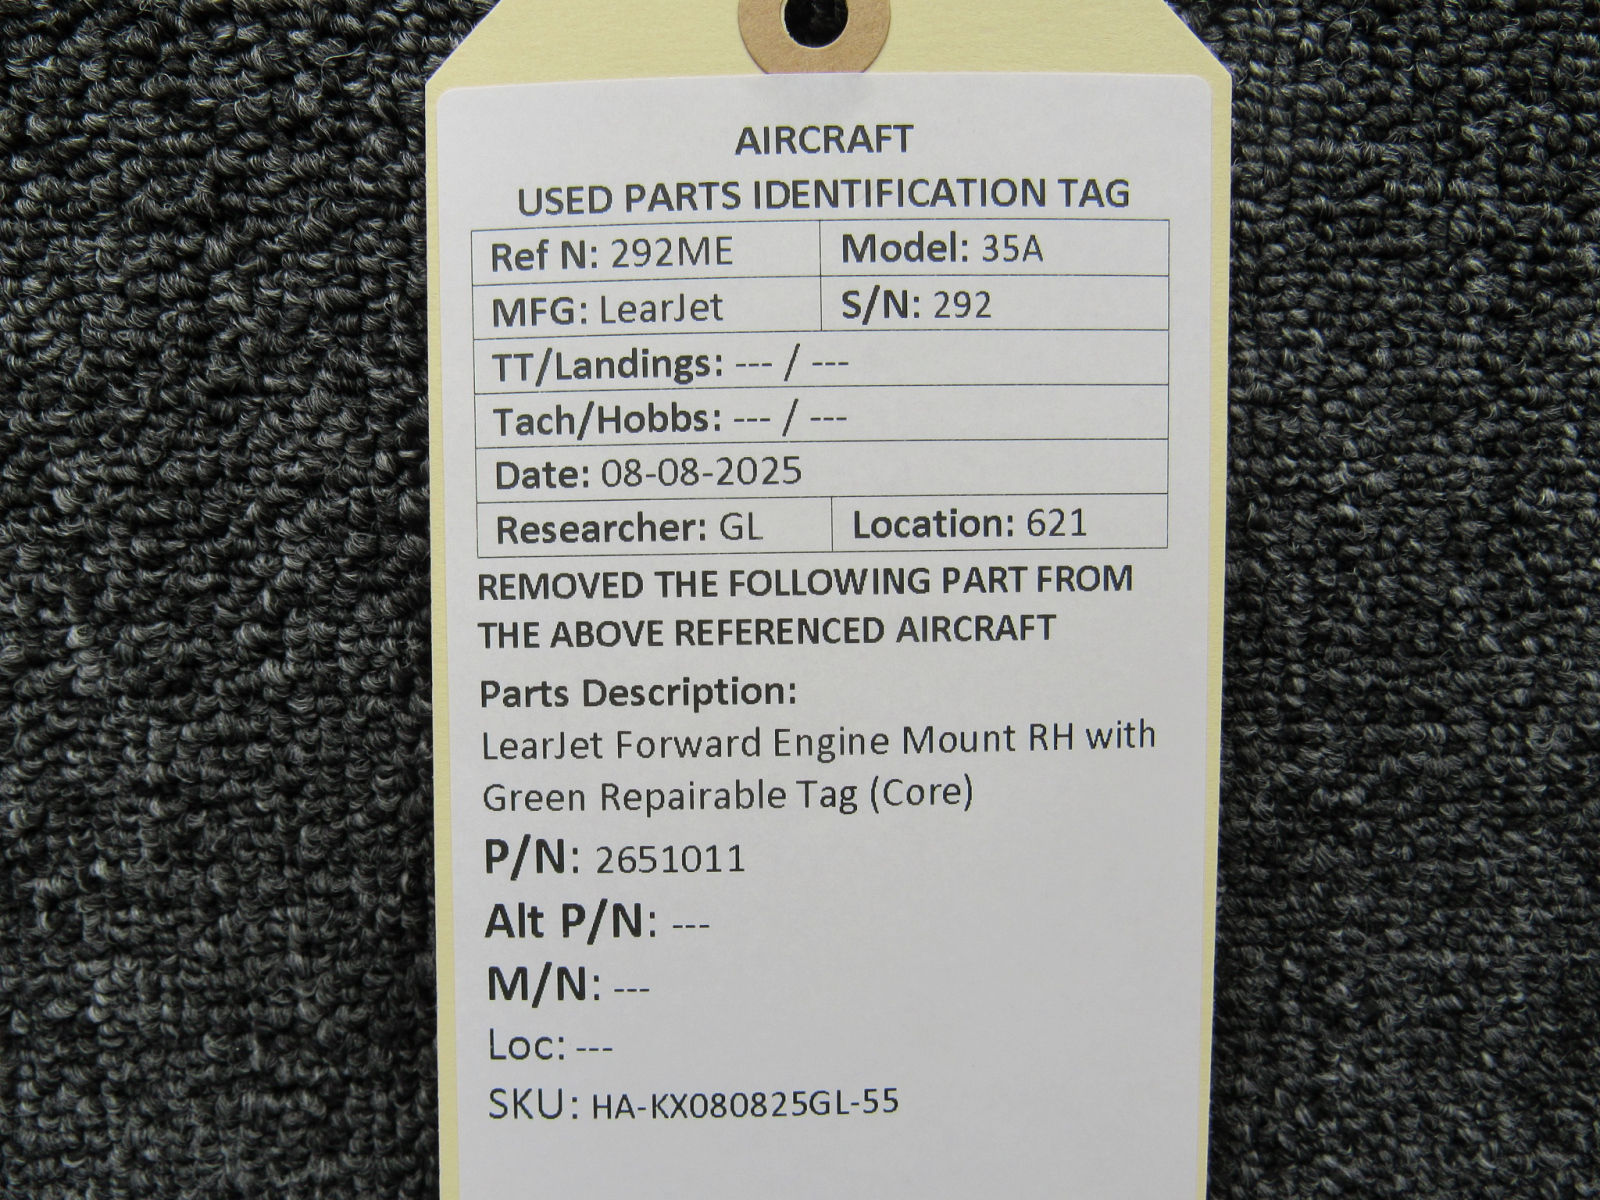 AIRCRAFT
USED PARTS IDENTIFICATION TAG
Ref N: 292ME Model: 35A
MFG: LearJet S/N: 292
TT/Landings: --- / ---
Tach/Hobbs: --- / ---
Date: 08-08-2025
Researcher: GL Location: 621
REMOVED THE FOLLOWING PART FROM
THE ABOVE REFERENCED AIRCRAFT
Parts Description:
LearJet Forward Engine Mount RH with
Green Repairable Tag (Core)
P/N: 2651011
Alt P/N: ---
M/N: ---
Loc: ---
SKU: HA-KX080825GL-55